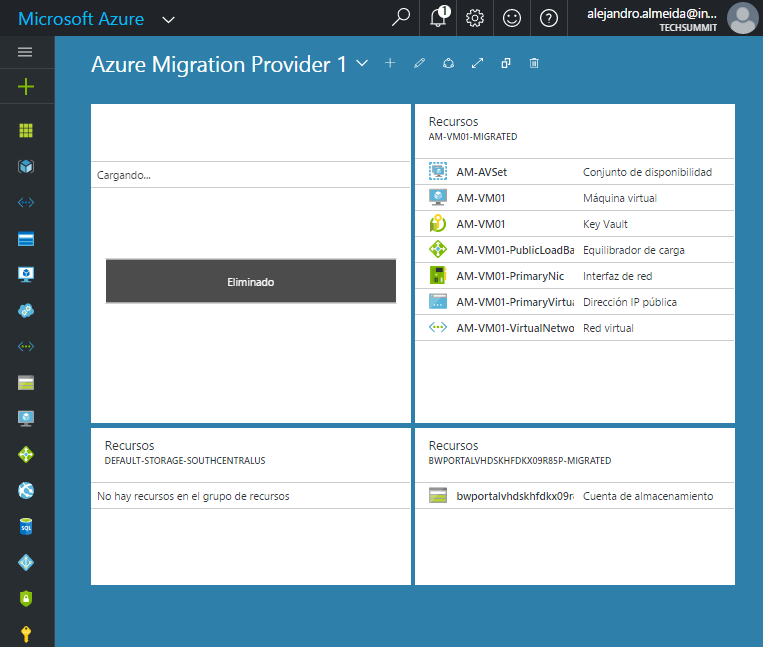 Microsoft Azure
1
alejandro.almeida@in...
TECHSUMMIT
Azure Migration Provider 1
Cargando...
Eliminado
Recursos
AM-VM01-MIGRATED
AM-AVSet Conjunto de disponibilidad
AM-VM01 Máquina virtual
AM-VM01 Key Vault
AM-VM01-PublicLoadBa Equilibrador de carga
AM-VM01-PrimaryNic Interfaz de red
AM-VM01-PrimaryVirtua Dirección IP pública
AM-VM01-VirtualNetwo Red virtual
Recursos
DEFAULT-STORAGE-SOUTHCENTRALUS
No hay recursos en el grupo de recursos
Recursos
BWPORTALVHDSKHFDKX09R85P-MIGRATED
bwportalvhdskhfdkx09r Cuenta de almacenamiento
SQL